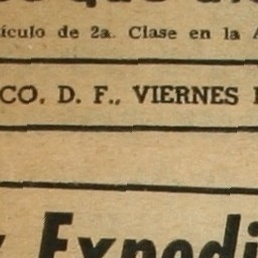 ículo de 2a. Clase en la A
CO, D. F., VIERNES
Expedi